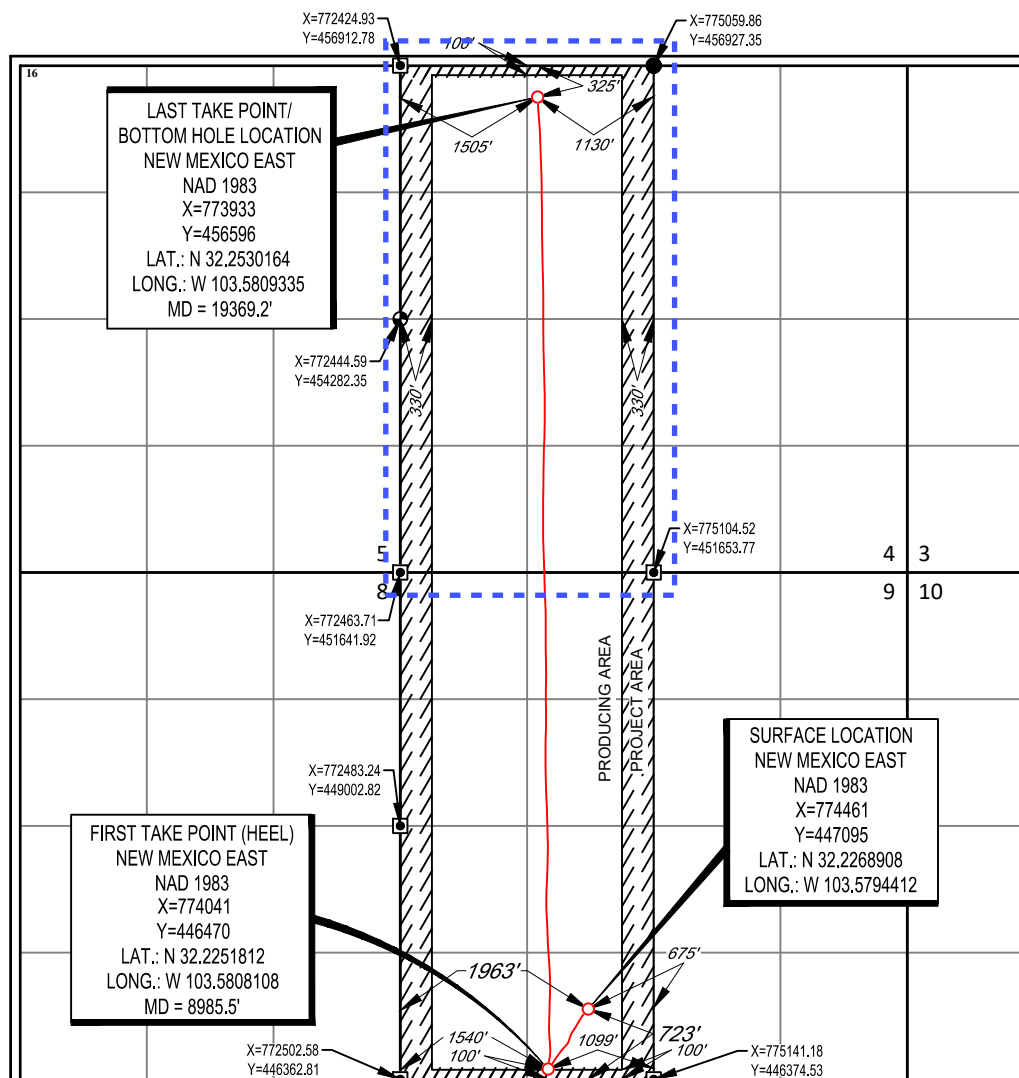 X=772424.93
Y=456912.78
X=775059.86
Y=456927.35
16
100'
325'
1505'
1130'
LAST TAKE POINT/
BOTTOM HOLE LOCATION
NEW MEXICO EAST
NAD 1983
X=773933
Y=456596
LAT.: N 32.2530164
LONG.: W 103.5809335
MD = 19369.2'
X=772444.59
Y=454282.35
330'
330'
X=775104.52
Y=451653.77
5
8
4
3
9
10
X=772463.71
Y=451641.92
PRODUCING AREA
PROJECT AREA
SURFACE LOCATION
NEW MEXICO EAST
NAD 1983
X=774461
Y=447095
LAT.: N 32.2268908
LONG.: W 103.5794412
X=772483.24
Y=449002.82
FIRST TAKE POINT (HEEL)
NEW MEXICO EAST
NAD 1983
X=774041
Y=446470
LAT.: N 32.2251812
LONG.: W 103.5808108
MD = 8985.5'
1963'
675'
723'
1540'
1099'
100'
100'
X=772502.58
Y=446362.81
X=775141.18
Y=446374.53